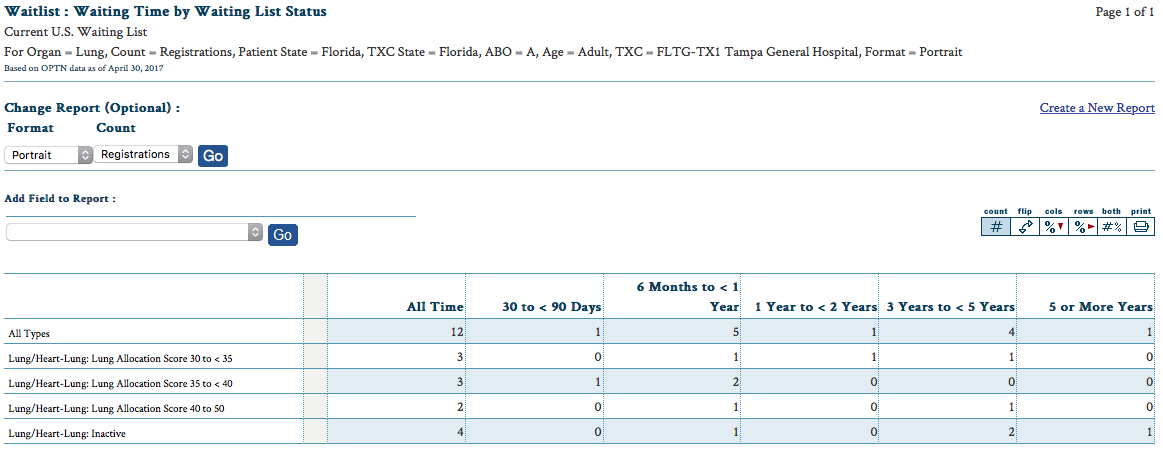 Waitlist : Waiting Time by Waiting List Status Page 1 of 1
Current U.S. Waiting List
For Organ = Lung, Count = Registrations, Patient State = Florida, TXC State = Florida, ABO = A, Age = Adult, TXC = FLTG-TX1 Tampa General Hospital, Format = Portrait
Based on OPTN data as of April 30, 2017
Change Report (Optional) : Create a New Report
Format Count
Portrait Registrations Go
Add Field to Report :
count flip cols rows both print
Go # % % #%
6 Months to < 1
All Time 30 to < 90 Days Year 1 Year to < 2 Years 3 Years to < 5 Years 5 or More Years
All Types 12 1 5 1 4 1
Lung/Heart-Lung: Lung Allocation Score 30 to < 35 3 0 1 1 1 0
Lung/Heart-Lung: Lung Allocation Score 35 to < 40 3 1 2 0 0 0
Lung/Heart-Lung: Lung Allocation Score 40 to 50 2 0 1 0 1 0
Lung/Heart-Lung: Inactive 4 0 1 0 2 1